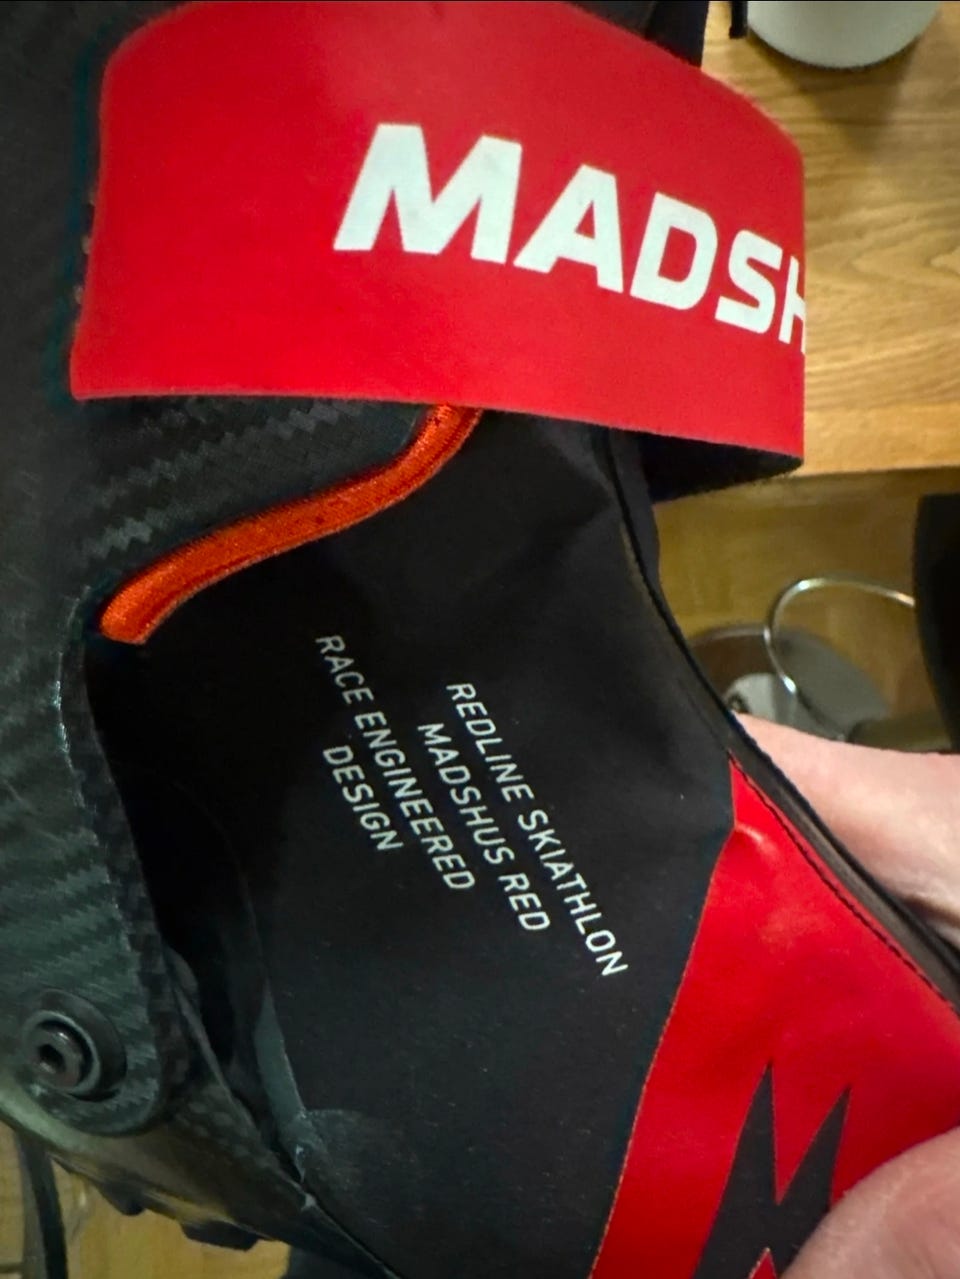 MADSH
REDLINE SKIATHLON
MADSHUS RED
RACE ENGINEERED
DESIGN